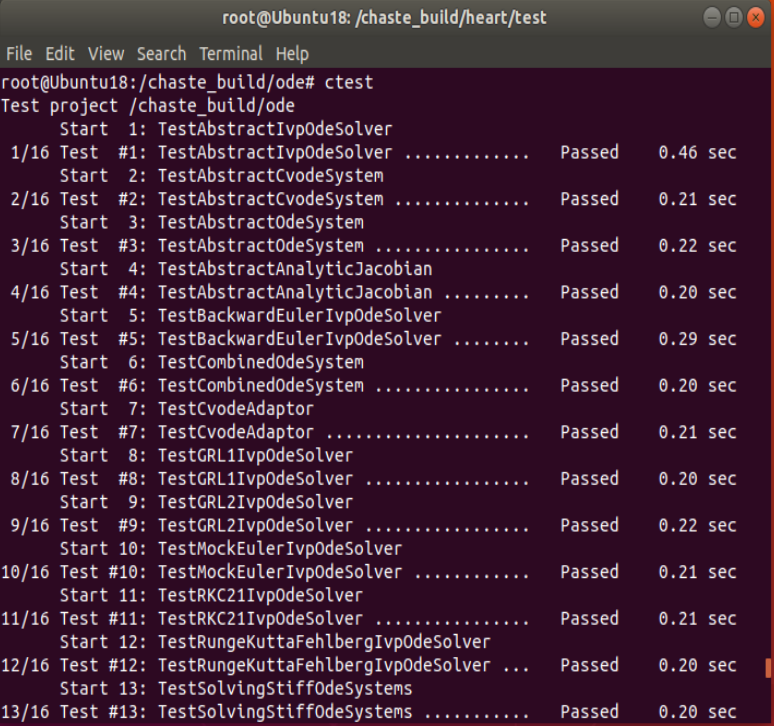 root@Ubuntu18: /chaste_build/heart/test
File Edit View Search Terminal Help
root@Ubuntu18:/chaste_build/ode# ctest
Test project /chaste_build/ode
      Start  1: TestAbstractIvpOdeSolver
 1/16 Test  #1: TestAbstractIvpOdeSolver .............   Passed    0.46 sec
      Start  2: TestAbstractCvodeSystem
 2/16 Test  #2: TestAbstractCvodeSystem ..............   Passed    0.21 sec
      Start  3: TestAbstractOdeSystem
 3/16 Test  #3: TestAbstractOdeSystem ................   Passed    0.22 sec
      Start  4: TestAbstractAnalyticJacobian
 4/16 Test  #4: TestAbstractAnalyticJacobian .........   Passed    0.20 sec
      Start  5: TestBackwardEulerIvpOdeSolver
 5/16 Test  #5: TestBackwardEulerIvpOdeSolver ........   Passed    0.29 sec
      Start  6: TestCombinedOdeSystem
 6/16 Test  #6: TestCombinedOdeSystem ................   Passed    0.20 sec
      Start  7: TestCvodeAdaptor
 7/16 Test  #7: TestCvodeAdaptor .....................   Passed    0.21 sec
      Start  8: TestGRL1IvpOdeSolver
 8/16 Test  #8: TestGRL1IvpOdeSolver .................   Passed    0.20 sec
      Start  9: TestGRL2IvpOdeSolver
 9/16 Test  #9: TestGRL2IvpOdeSolver .................   Passed    0.22 sec
      Start 10: TestMockEulerIvpOdeSolver
10/16 Test #10: TestMockEulerIvpOdeSolver ............   Passed    0.21 sec
      Start 11: TestRKC21IvpOdeSolver
11/16 Test #11: TestRKC21IvpOdeSolver ................   Passed    0.21 sec
      Start 12: TestRungeKuttaFehlbergIvpOdeSolver
12/16 Test #12: TestRungeKuttaFehlbergIvpOdeSolver ...   Passed    0.20 sec
      Start 13: TestSolvingStiffOdeSystems
13/16 Test #13: TestSolvingStiffOdeSystems ...........   Passed    0.20 sec